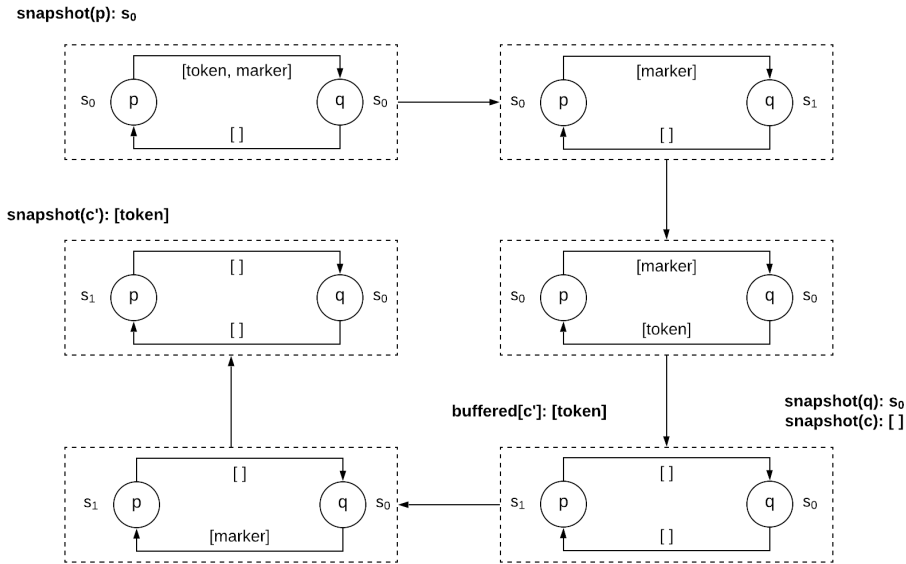 snapshot(p): s₀
[token, marker]
s₀ p q s₀
[ ]
[marker]
s₀ p q s₁
[ ]
snapshot(c'): [token]
[ ]
s₁ p q s₀
[ ]
[marker]
s₀ p q s₀
[token]
buffered[c']: [token]
snapshot(q): s₀
snapshot(c): [ ]
[ ]
s₁ p q s₀
[marker]
[ ]
s₁ p q s₀
[ ]